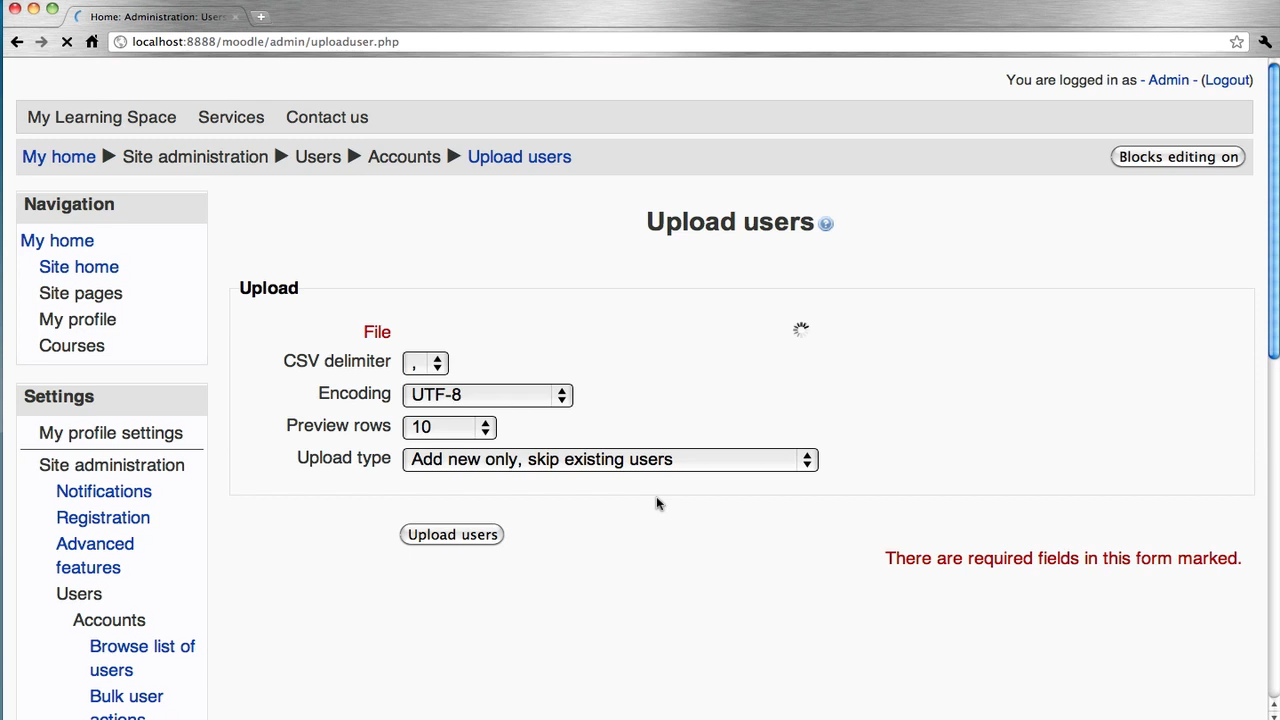 Home: Administration: Users
localhost:8888/moodle/admin/uploaduser.php
You are logged in as - Admin - (Logout)
My Learning Space Services Contact us
My home ► Site administration ► Users ► Accounts ► Upload users
Blocks editing on
Navigation
My home
Site home
Site pages
My profile
Courses
Settings
My profile settings
Site administration
Notifications
Registration
Advanced
features
Users
Accounts
Browse list of
users
Bulk user
actions
Upload users
Upload
File
CSV delimiter ,
Encoding UTF-8
Preview rows 10
Upload type Add new only, skip existing users
Upload users
There are required fields in this form marked.